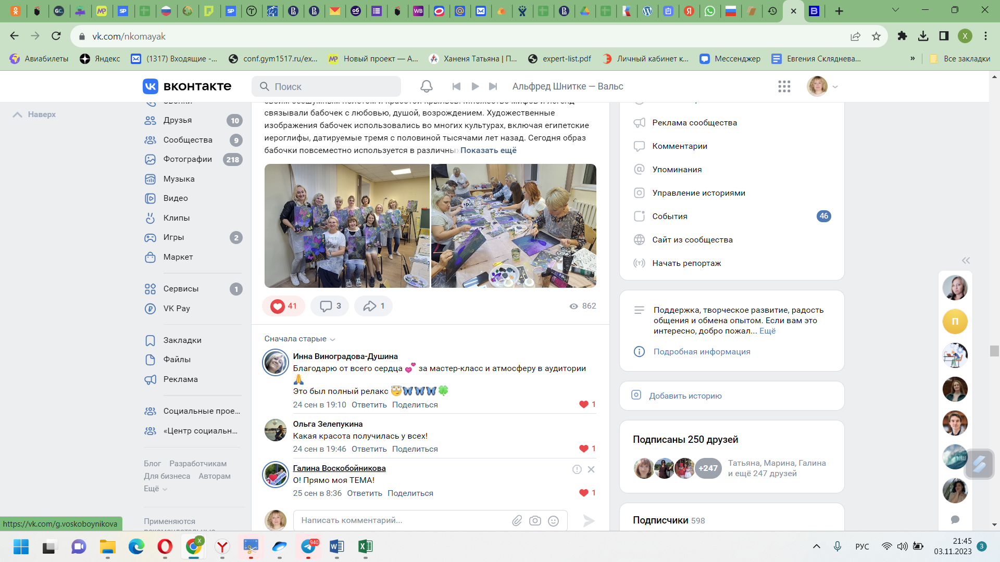 vk.com/nkomayak
Авиабилеты
Яндекс
(1317) Входящие -...
conf.gym1517.ru/ex...
Новый проект — А...
Ханеня Татьяна | П...
expert-list.pdf
Личный кабинет к...
Мессенджер
Евгения Скляднева...
»
Все закладки
вконтакте
Поиск
Альфред Шнитке — Вальс
Наверх
Друзья 10
Сообщества 9
Фотографии 218
Музыка
Видео
Клипы
Игры 2
Маркет
Сервисы 1
VK Pay
Закладки
Файлы
Реклама
Социальные прое...
«Центр социальн...
Блог Разработчикам
Для бизнеса Авторам
Ещё
Применяются
связывали бабочек с любовью, душой, возрождением. Художественные
изображения бабочек использовались во многих культурах, включая египетские
иероглифы, датируемые тремя с половиной тысячами лет назад. Сегодня образ
бабочки повсеместно используется в различных Показать ещё
41
3
1
862
Сначала старые
Инна Виноградова-Душина
Благодарю от всего сердца 💕 за мастер-класс и атмосферу в аудитории
🙏
Это был полный релакс 😇🦋🦋🦋🍀
24 сен в 19:10 Ответить Поделиться 1
Ольга Зелепукина
Какая красота получилась у всех!
24 сен в 19:46 Ответить Поделиться 1
Галина Воскобойникова
О! Прямо моя ТЕМА!
25 сен в 8:36 Ответить Поделиться 1
Написать комментарий...
Реклама сообщества
Комментарии
Упоминания
Управление историями
События 46
Сайт из сообщества
Начать репортаж
Поддержка, творческое развитие, радость
общения и обмена опытом. Если вам это
интересно, добро пожал... Ещё
Подробная информация
Добавить историю
Подписаны 250 друзей
+247
Татьяна, Марина, Галина
и ещё 247 друзей
Подписчики 598
П
https://vk.com/g.voskoboynikova
940
РУС
21:45
03.11.2023
3